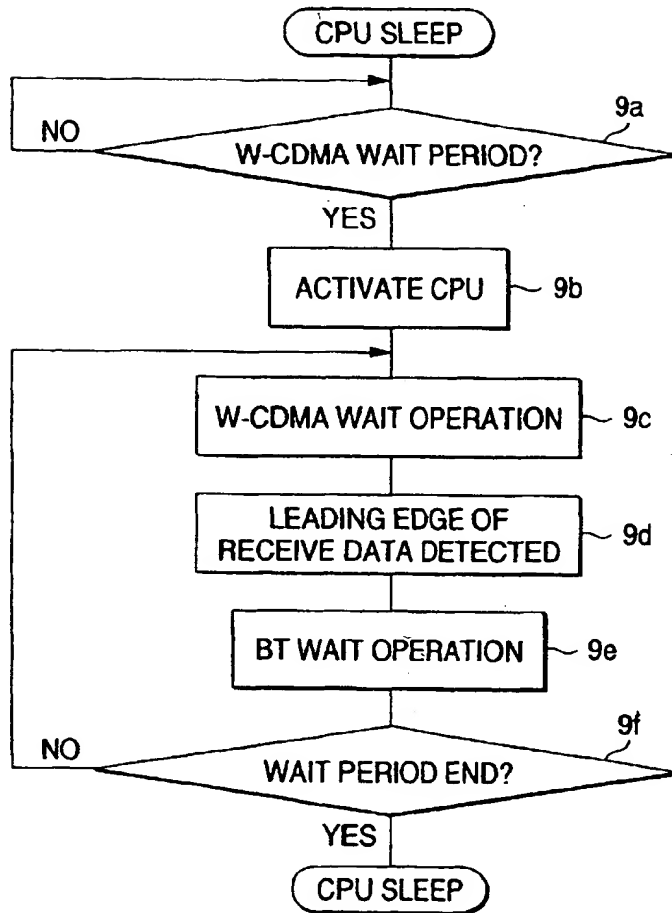 CPU SLEEP
9a
NO
W-CDMA WAIT PERIOD?
YES
ACTIVATE CPU
9b
W-CDMA WAIT OPERATION
9c
LEADING EDGE OF
RECEIVE DATA DETECTED
9d
BT WAIT OPERATION
9e
9f
NO
WAIT PERIOD END?
YES
CPU SLEEP